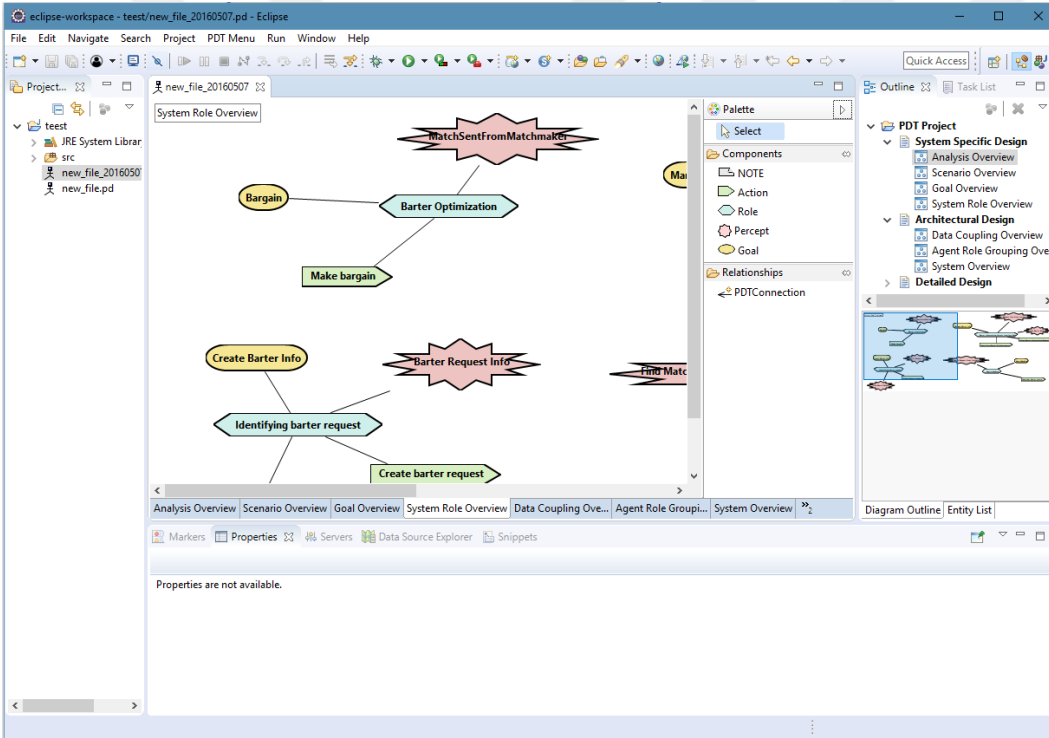 eclipse-workspace - teest/new_file_20160507.pd - Eclipse
File Edit Navigate Search Project PDT Menu Run Window Help
Quick Access
Project...
teest
JRE System Librar
src
new_file_2016050
new_file.pd
new_file_20160507
System Role Overview
MatchSentFromMatchmaker
Bargain
Barter Optimization
Make bargain
Mar
Create Barter Info
Barter Request Info
Find Matc
Identifying barter request
Create barter request
Palette
Select
Components
NOTE
Action
Role
Percept
Goal
Relationships
PDTConnection
Analysis Overview Scenario Overview Goal Overview System Role Overview Data Coupling Ove... Agent Role Groupi... System Overview »2
Outline Task List
PDT Project
System Specific Design
Analysis Overview
Scenario Overview
Goal Overview
System Role Overview
Architectural Design
Data Coupling Overview
Agent Role Grouping Ove
System Overview
Detailed Design
Diagram Outline Entity List
Markers Properties Servers Data Source Explorer Snippets
Properties are not available.